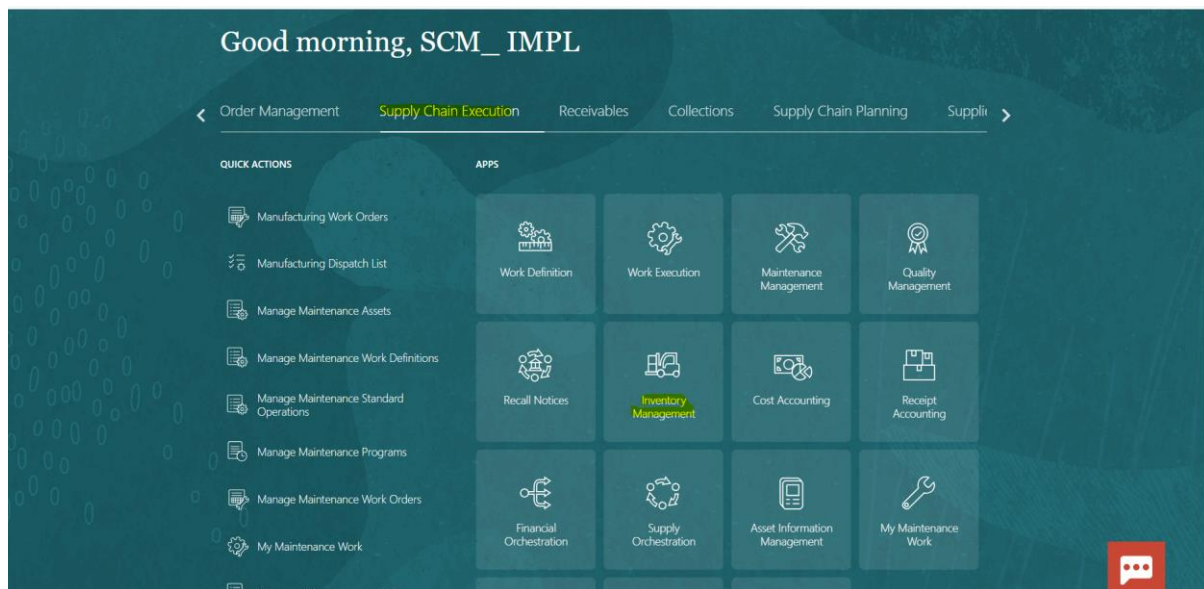 Good morning, SCM_ IMPL
Order Management
Supply Chain Execution
Receivables
Collections
Supply Chain Planning
Suppli
QUICK ACTIONS
Manufacturing Work Orders
Manufacturing Dispatch List
Manage Maintenance Assets
Manage Maintenance Work Definitions
Manage Maintenance Standard
Operations
Manage Maintenance Programs
Manage Maintenance Work Orders
My Maintenance Work
APPS
Work Definition
Work Execution
Maintenance
Management
Quality
Management
Recall Notices
Inventory
Management
Cost Accounting
Receipt
Accounting
Financial
Orchestration
Supply
Orchestration
Asset Information
Management
My Maintenance
Work